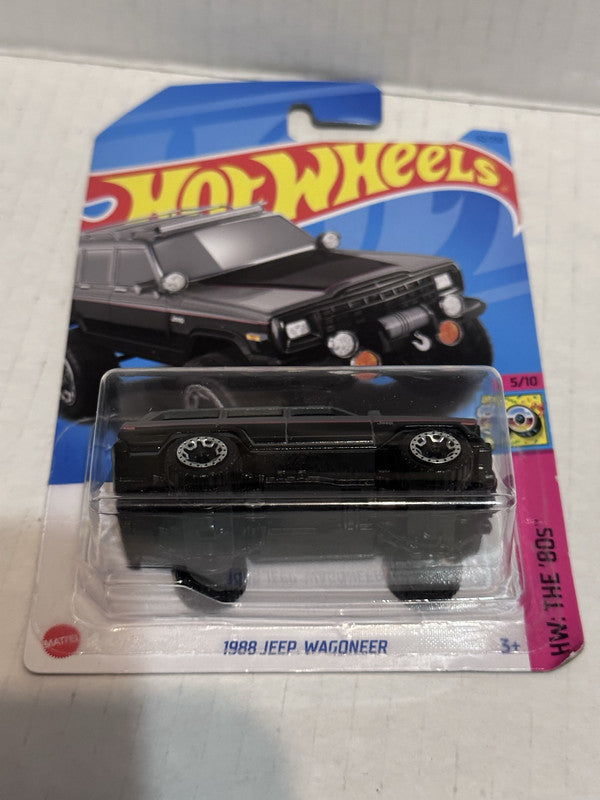 HOT WHEELS
5/10
HW: THE '80s
MATTEL
1988 JEEP WAGONEER
3+